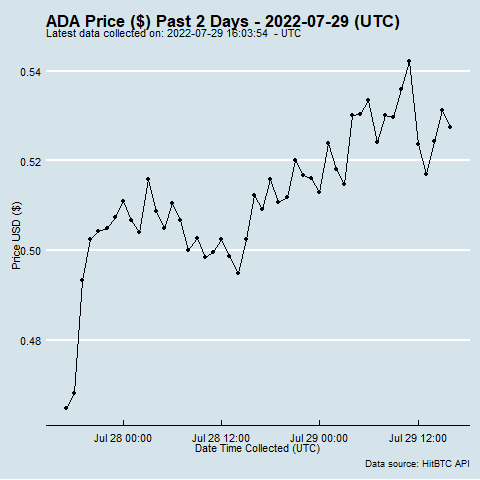 ADA Price ($) Past 2 Days - 2022-07-29 (UTC)
Latest data collected on: 2022-07-29 16:03:54 - UTC
0.54
0.52
0.50
0.48
Price USD ($)
Jul 28 00:00 Jul 28 12:00 Jul 29 00:00 Jul 29 12:00
Date Time Collected (UTC)
Data source: HitBTC API